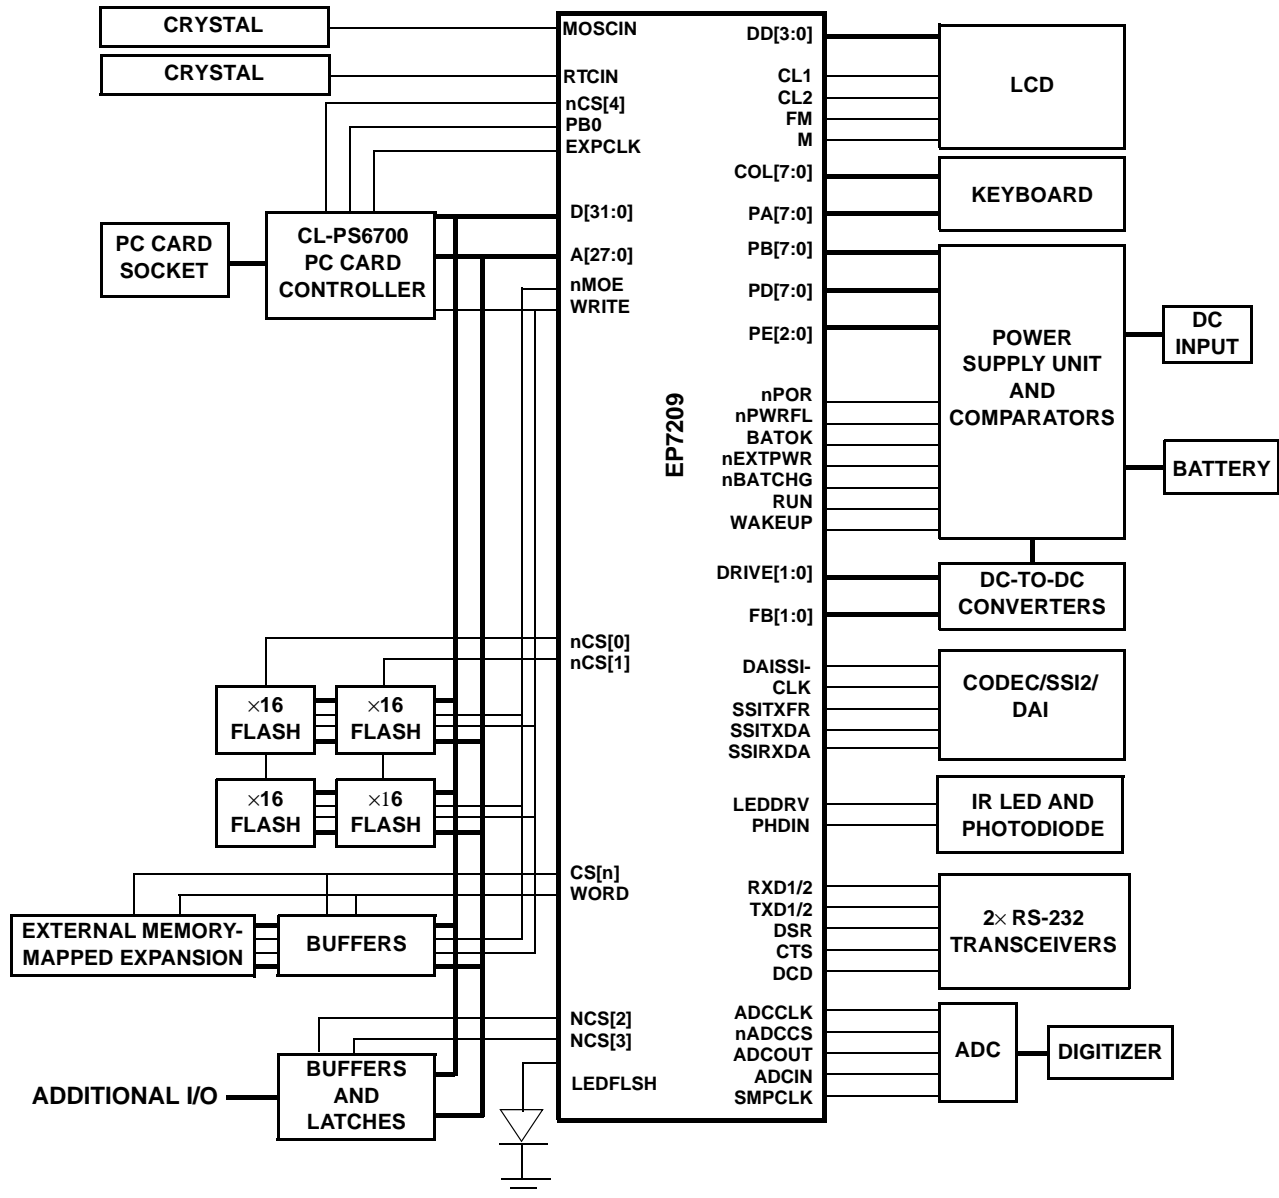 CRYSTAL
CRYSTAL
MOSCIN
RTCIN
nCS[4]
PB0
EXPCLK
D[31:0]
A[27:0]
nMOE
WRITE
PC CARD
SOCKET
CL-PS6700
PC CARD
CONTROLLER
nCS[0]
nCS[1]
×16
FLASH
×16
FLASH
×16
FLASH
×16
FLASH
CS[n]
WORD
EXTERNAL MEMORY-
MAPPED EXPANSION
BUFFERS
NCS[2]
NCS[3]
LEDFLSH
ADDITIONAL I/O
BUFFERS
AND
LATCHES
EP7209
DD[3:0]
CL1
CL2
FM
M
LCD
COL[7:0]
PA[7:0]
KEYBOARD
PB[7:0]
PD[7:0]
PE[2:0]
nPOR
nPWRFL
BATOK
nEXTPWR
nBATCHG
RUN
WAKEUP
POWER
SUPPLY UNIT
AND
COMPARATORS
DC
INPUT
BATTERY
DRIVE[1:0]
FB[1:0]
DC-TO-DC
CONVERTERS
DAISSI-
CLK
SSITXFR
SSITXDA
SSIRXDA
CODEC/SSI2/
DAI
LEDDRV
PHDIN
IR LED AND
PHOTODIODE
RXD1/2
TXD1/2
DSR
CTS
DCD
2× RS-232
TRANSCEIVERS
ADCCLK
nADCCS
ADCOUT
ADCIN
SMPCLK
ADC
DIGITIZER